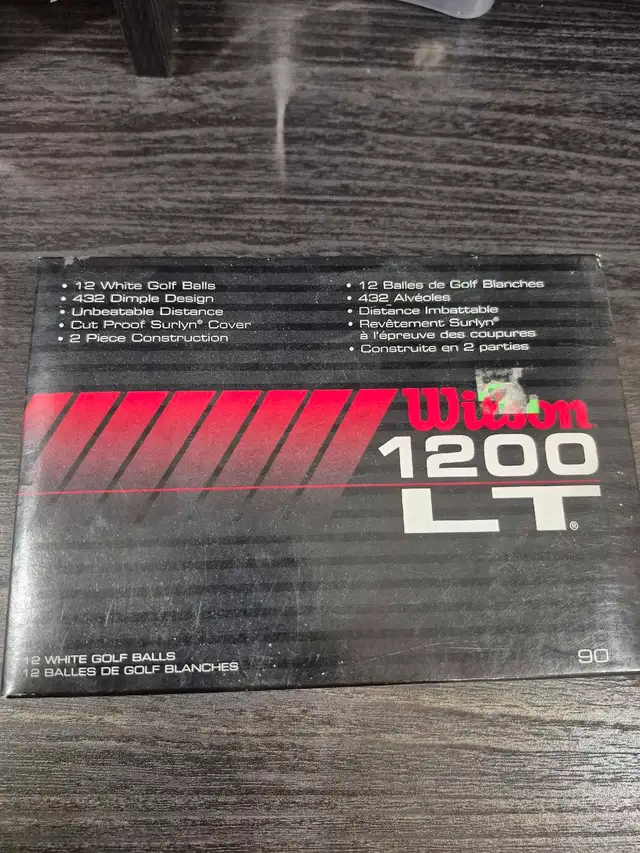 • 12 White Golf Balls
• 432 Dimple Design
• Unbeatable Distance
• Cut Proof Surlyn® Cover
• 2 Piece Construction
• 12 Balles de Golf Blanches
• 432 Alvéoles
• Distance Imbattable
• Revêtement Surlyn®
à l'épreuve des coupures
• Construite en 2 parties
Wilson
1200
LT®
12 WHITE GOLF BALLS
12 BALLES DE GOLF BLANCHES
90